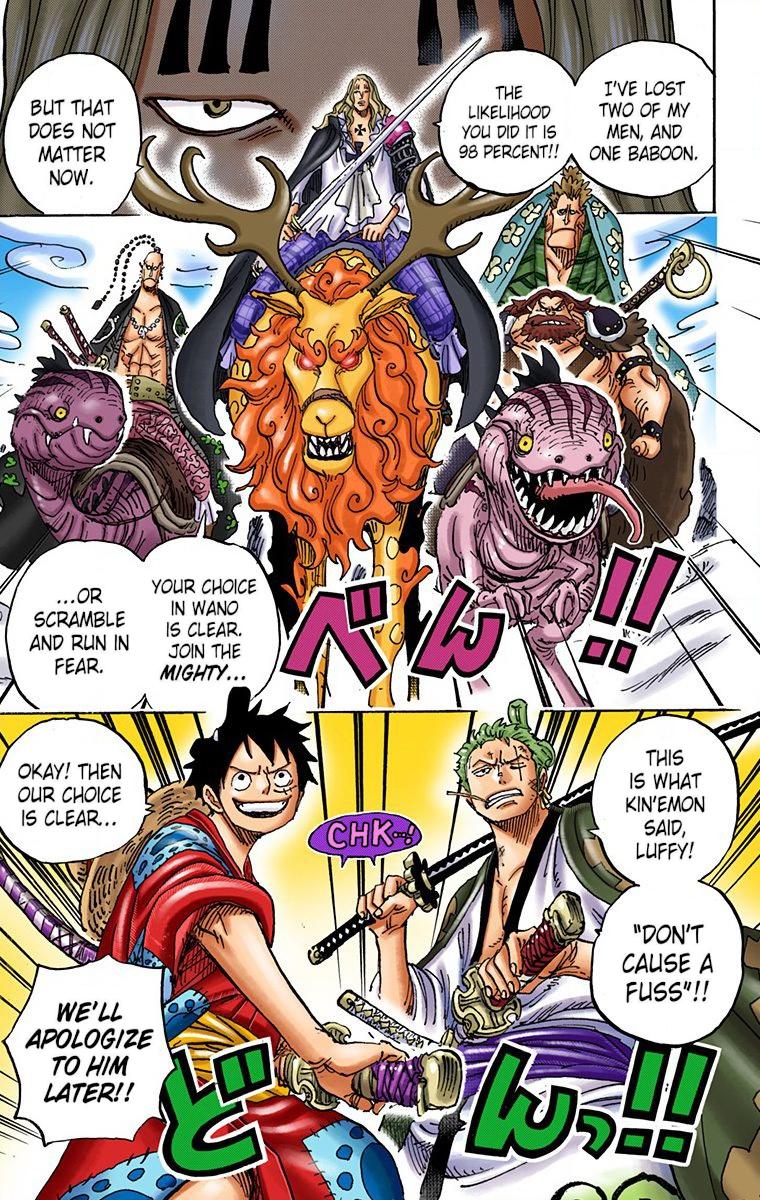 I'VE LOST
TWO OF MY
MEN, AND
ONE BABOON.
THE
LIKELIHOOD
YOU DID IT IS
98 PERCENT!!
BUT THAT
DOES NOT
MATTER
NOW.
YOUR CHOICE
IN WANO
IS CLEAR.
JOIN THE
MIGHTY...
...OR
SCRAMBLE
AND RUN IN
FEAR.
べん!!
THIS
IS WHAT
KIN'EMON
SAID,
LUFFY!
"DON'T
CAUSE A
FUSS"!!
CHK...!
OKAY! THEN
OUR CHOICE
IS CLEAR...
WE'LL
APOLOGIZE
TO HIM
LATER!!
どんっ!!